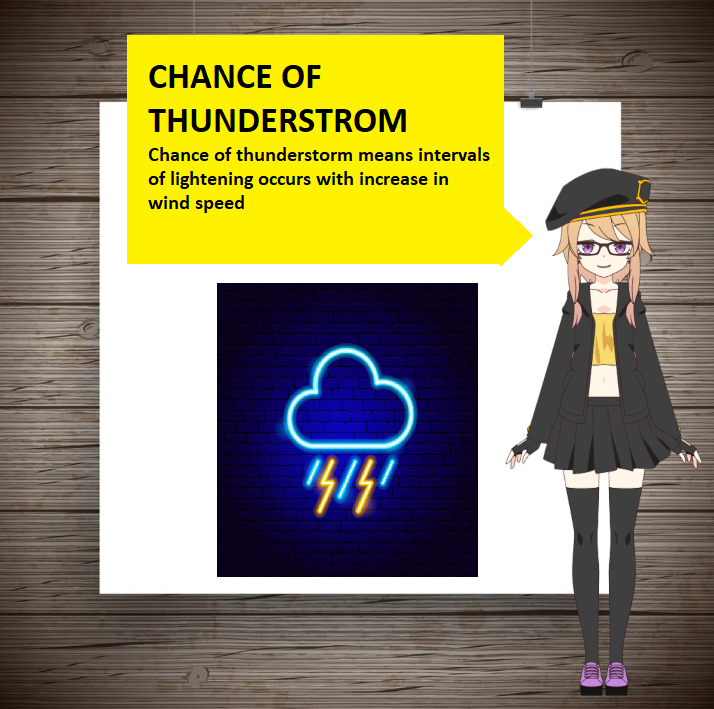 CHANCE OF
THUNDERSTROM
Chance of thunderstorm means intervals
of lightening occurs with increase in
wind speed